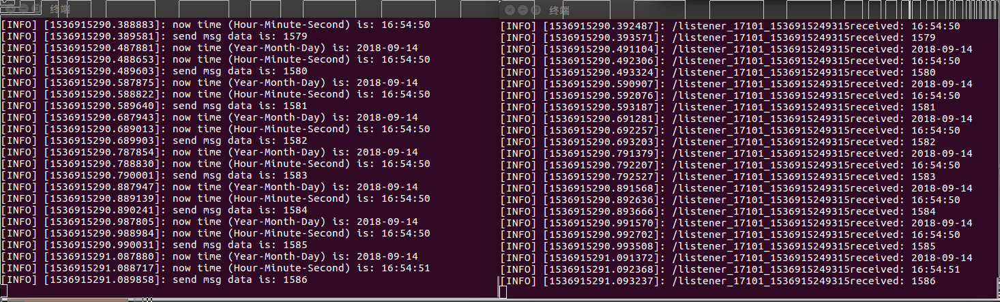 终端
[INFO] [1536915290.388883]: now time (Hour-Minute-Second) is: 16:54:50
[INFO] [1536915290.389581]: send msg data is: 1579
[INFO] [1536915290.487881]: now time (Year-Month-Day) is: 2018-09-14
[INFO] [1536915290.488653]: now time (Hour-Minute-Second) is: 16:54:50
[INFO] [1536915290.489603]: send msg data is: 1580
[INFO] [1536915290.587875]: now time (Year-Month-Day) is: 2018-09-14
[INFO] [1536915290.588822]: now time (Hour-Minute-Second) is: 16:54:50
[INFO] [1536915290.589640]: send msg data is: 1581
[INFO] [1536915290.687943]: now time (Year-Month-Day) is: 2018-09-14
[INFO] [1536915290.689013]: now time (Hour-Minute-Second) is: 16:54:50
[INFO] [1536915290.689903]: send msg data is: 1582
[INFO] [1536915290.787854]: now time (Year-Month-Day) is: 2018-09-14
[INFO] [1536915290.788830]: now time (Hour-Minute-Second) is: 16:54:50
[INFO] [1536915290.790001]: send msg data is: 1583
[INFO] [1536915290.887947]: now time (Year-Month-Day) is: 2018-09-14
[INFO] [1536915290.889139]: now time (Hour-Minute-Second) is: 16:54:50
[INFO] [1536915290.890241]: send msg data is: 1584
[INFO] [1536915290.987805]: now time (Year-Month-Day) is: 2018-09-14
[INFO] [1536915290.988984]: now time (Hour-Minute-Second) is: 16:54:50
[INFO] [1536915290.990031]: send msg data is: 1585
[INFO] [1536915291.087880]: now time (Year-Month-Day) is: 2018-09-14
[INFO] [1536915291.088717]: now time (Hour-Minute-Second) is: 16:54:51
[INFO] [1536915291.089858]: send msg data is: 1586
终端
[INFO] [1536915290.392487]: /listener_17101_1536915249315received: 16:54:50
[INFO] [1536915290.393571]: /listener_17101_1536915249315received: 1579
[INFO] [1536915290.491104]: /listener_17101_1536915249315received: 2018-09-14
[INFO] [1536915290.492306]: /listener_17101_1536915249315received: 16:54:50
[INFO] [1536915290.493324]: /listener_17101_1536915249315received: 1580
[INFO] [1536915290.590907]: /listener_17101_1536915249315received: 2018-09-14
[INFO] [1536915290.592076]: /listener_17101_1536915249315received: 16:54:50
[INFO] [1536915290.593187]: /listener_17101_1536915249315received: 1581
[INFO] [1536915290.691281]: /listener_17101_1536915249315received: 2018-09-14
[INFO] [1536915290.692257]: /listener_17101_1536915249315received: 16:54:50
[INFO] [1536915290.693203]: /listener_17101_1536915249315received: 1582
[INFO] [1536915290.791379]: /listener_17101_1536915249315received: 2018-09-14
[INFO] [1536915290.792207]: /listener_17101_1536915249315received: 16:54:50
[INFO] [1536915290.792527]: /listener_17101_1536915249315received: 1583
[INFO] [1536915290.891568]: /listener_17101_1536915249315received: 2018-09-14
[INFO] [1536915290.892636]: /listener_17101_1536915249315received: 16:54:50
[INFO] [1536915290.893666]: /listener_17101_1536915249315received: 1584
[INFO] [1536915290.991570]: /listener_17101_1536915249315received: 2018-09-14
[INFO] [1536915290.992702]: /listener_17101_1536915249315received: 16:54:50
[INFO] [1536915290.993508]: /listener_17101_1536915249315received: 1585
[INFO] [1536915291.091372]: /listener_17101_1536915249315received: 2018-09-14
[INFO] [1536915291.092368]: /listener_17101_1536915249315received: 16:54:51
[INFO] [1536915291.093237]: /listener_17101_1536915249315received: 1586